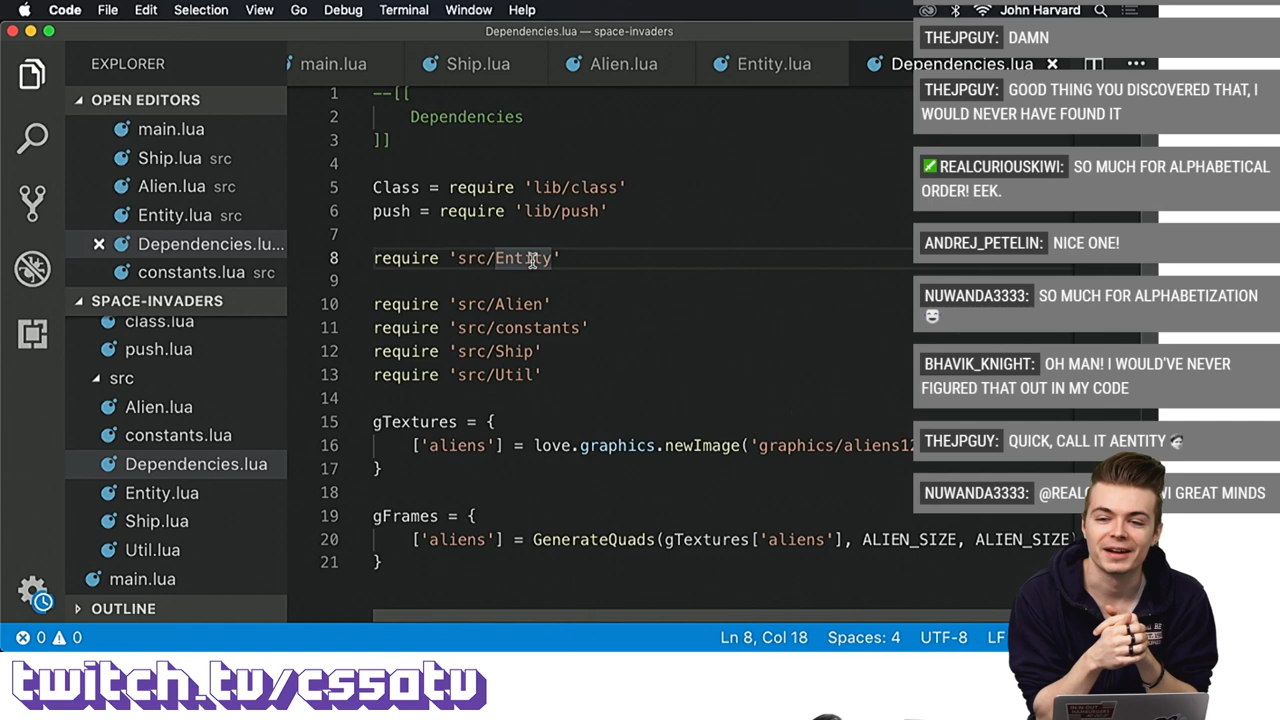 Code File Edit Selection View Go Debug Terminal Window Help John Harvard
Dependencies.lua — space-invaders
EXPLORER
OPEN EDITORS
main.lua
Ship.lua src
Alien.lua src
Entity.lua src
Dependencies.lu...
constants.lua src
SPACE-INVADERS
class.lua
push.lua
src
Alien.lua
constants.lua
Dependencies.lua
Entity.lua
Ship.lua
Util.lua
main.lua
OUTLINE
main.lua Ship.lua Alien.lua Entity.lua Dependencies.lua
1 --[[
2 Dependencies
3 ]]
4
5 Class = require 'lib/class'
6 push = require 'lib/push'
7
8 require 'src/Entity'
9
10 require 'src/Alien'
11 require 'src/constants'
12 require 'src/Ship'
13 require 'src/Util'
14
15 gTextures = {
16 ['aliens'] = love.graphics.newImage('graphics/aliens12
17 }
18
19 gFrames = {
20 ['aliens'] = GenerateQuads(gTextures['aliens'], ALIEN_SIZE, ALIEN_SIZE)
21 }
0 0
Ln 8, Col 18 Spaces: 4 UTF-8 LF
THEJPGUY: DAMN
THEJPGUY: GOOD THING YOU DISCOVERED THAT, I
WOULD NEVER HAVE FOUND IT
REALCURIOUSKIWI: SO MUCH FOR ALPHABETICAL
ORDER! EEK.
ANDREJ_PETELIN: NICE ONE!
NUWANDA3333: SO MUCH FOR ALPHABETIZATION
BHAVIK_KNIGHT: OH MAN! I WOULD'VE NEVER
FIGURED THAT OUT IN MY CODE
THEJPGUY: QUICK, CALL IT AENTITY
NUWANDA3333: GREAT MINDS
twitch.tv/cs50tv